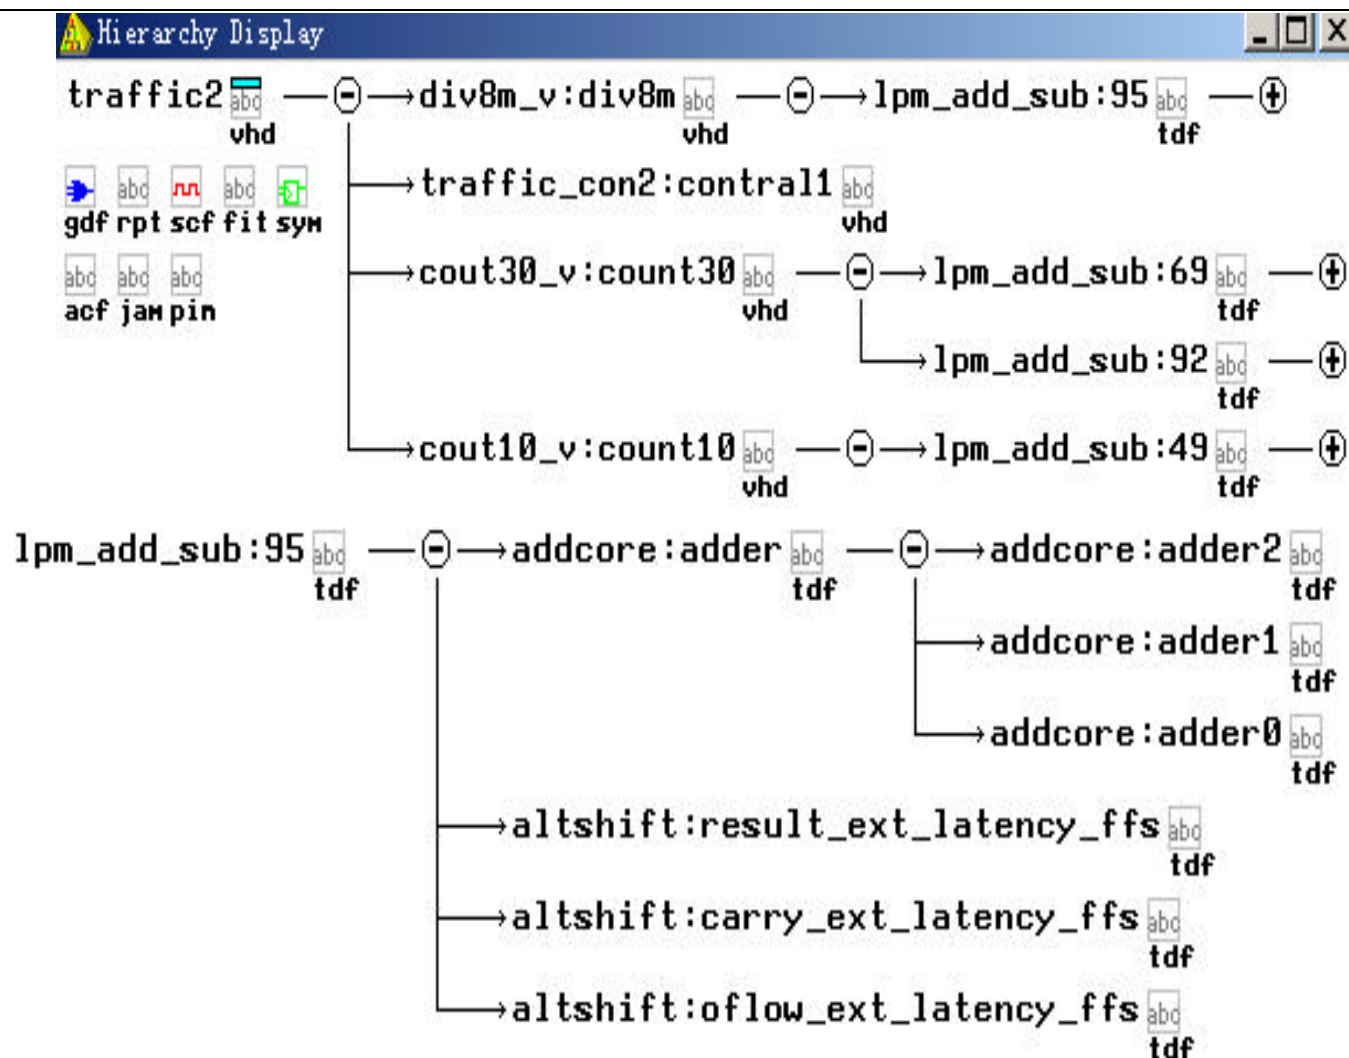 Hierarchy Display
traffic2 abc div8m_v:div8m abc lpm_add_sub:95 abc
vhd vhd tdf
abc abc traffic_con2:contral1 abc
gdf rpt scf fit sym vhd
abc abc abc cout30_v:count30 abc lpm_add_sub:69 abc
acf jam pin vhd tdf
lpm_add_sub:92 abc
tdf
cout10_v:count10 abc lpm_add_sub:49 abc
vhd tdf
lpm_add_sub:95 abc addcore:adder abc addcore:adder2 abc
tdf tdf tdf
addcore:adder1 abc
tdf
addcore:adder0 abc
tdf
altshift:result_ext_latency_ffs abc
tdf
altshift:carry_ext_latency_ffs abc
tdf
altshift:oflow_ext_latency_ffs abc
tdf